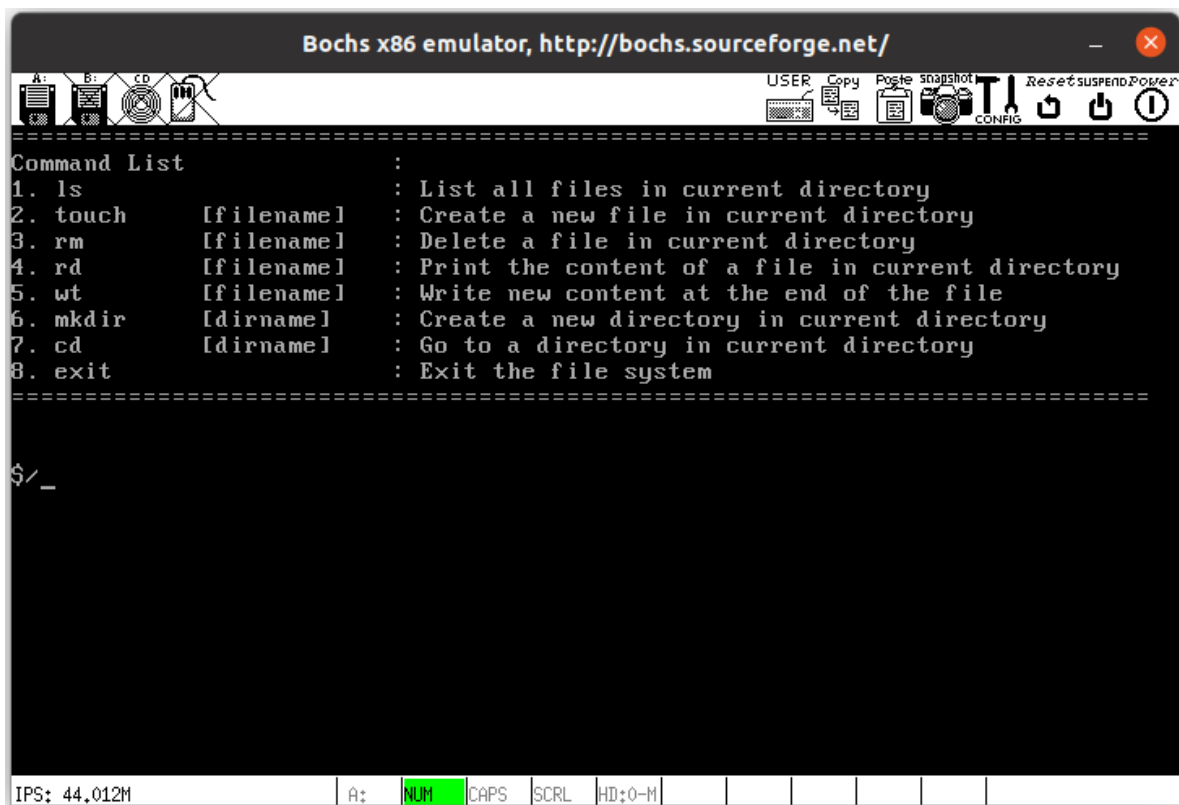 Bochs x86 emulator, http://bochs.sourceforge.net/
A: B: CD USER Copy Paste snapshot CONFIG Reset SUSPEND Power
================================================================================
Command List :
1. ls : List all files in current directory
2. touch [filename] : Create a new file in current directory
3. rm [filename] : Delete a file in current directory
4. rd [filename] : Print the content of a file in current directory
5. wt [filename] : Write new content at the end of the file
6. mkdir [dirname] : Create a new directory in current directory
7. cd [dirname] : Go to a directory in current directory
8. exit : Exit the file system
================================================================================
$/_
IPS: 44.012M A: NUM CAPS SCRL HD:0-M